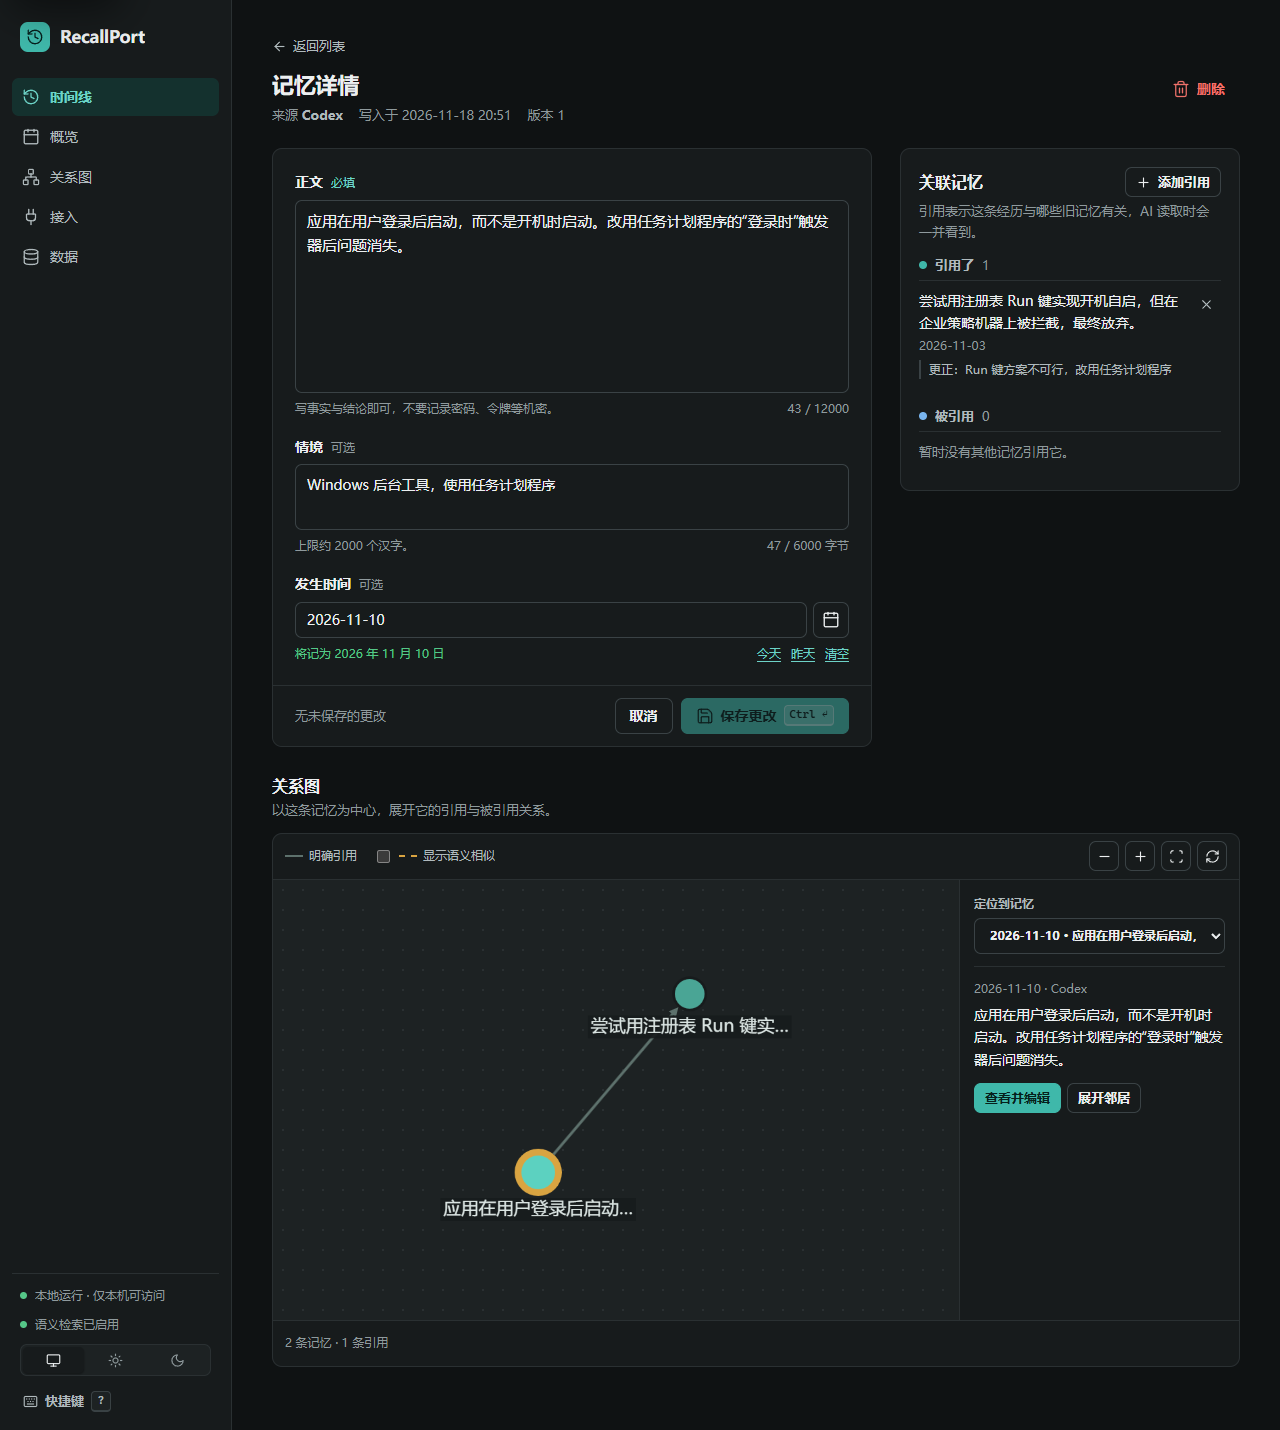 RecallPort
时间线
概览
关系图
接入
数据
本地运行 · 仅本机可访问
语义检索已启用
快捷键 ?
返回列表
记忆详情
来源 Codex 写入于 2026-11-18 20:51 版本 1
删除
正文 必填
应用在用户登录后启动，而不是开机时启动。改用任务计划程序的“登录时”触发
器后问题消失。
写事实与结论即可，不要记录密码、令牌等机密。 43 / 12000
情境 可选
Windows 后台工具，使用任务计划程序
上限约 2000 个汉字。 47 / 6000 字节
发生时间 可选
2026-11-10
将记为 2026 年 11 月 10 日 今天 昨天 清空
无未保存的更改 取消 保存更改 Ctrl ⏎
关联记忆 添加引用
引用表示这条经历与哪些旧记忆有关，AI 读取时会
一并看到。
引用了 1
尝试用注册表 Run 键实现开机自启，但在
企业策略机器上被拦截，最终放弃。
2026-11-03
更正：Run 键方案不可行，改用任务计划程序
被引用 0
暂时没有其他记忆引用它。
关系图
以这条记忆为中心，展开它的引用与被引用关系。
明确引用 显示语义相似
尝试用注册表 Run 键实...
应用在用户登录后启动...
定位到记忆
2026-11-10 • 应用在用户登录后启动，
2026-11-10 · Codex
应用在用户登录后启动，而不是开机时
启动。改用任务计划程序的“登录时”触发
器后问题消失。
查看并编辑 展开邻居
2 条记忆 · 1 条引用